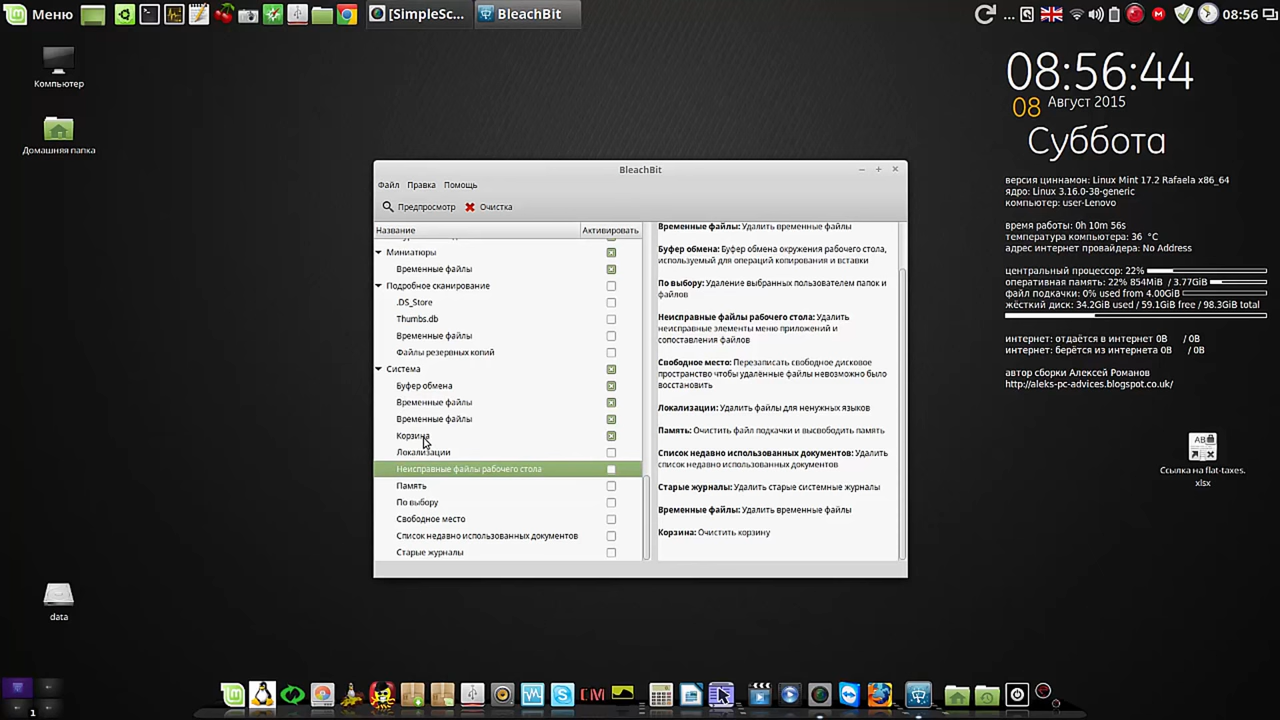 Меню
[SimpleSc...
BleachBit
...
08:56
Компьютер
Домашняя папка
data
08:56:44
08 Август 2015
Суббота
версия циннамон: Linux Mint 17.2 Rafaela x86_64
ядро: Linux 3.16.0-38-generic
компьютер: user-Lenovo
время работы: 0h 10m 56s
температура компьютера: 36 °C
адрес интернет провайдера: No Address
центральный процессор: 22%
оперативная память: 22% 854MiB / 3.77GiB
файл подкачки: 0% used from 4.00GiB
жёсткий диск: 34.2GiB used / 59.1GiB free / 98.3GiB total
интернет: отдаётся в интернет 0B / 0B
интернет: берётся из интернета 0B / 0B
автор сборки Алексей Романов
http://aleks-pc-advices.blogspot.co.uk/
Ссылка на flat-taxes.
xlsx
BleachBit
Файл Правка Помощь
Предпросмотр Очистка
Название Активировать
Миниатюры
Временные файлы
Подробное сканирование
.DS_Store
Thumbs.db
Временные файлы
Файлы резервных копий
Система
Буфер обмена
Временные файлы
Временные файлы
Корзина
Локализации
Неисправные файлы рабочего стола
Память
По выбору
Свободное место
Список недавно использованных документов
Старые журналы
Временные файлы: Удалить временные файлы
Буфер обмена: Буфер обмена окружения рабочего стола,
используемый для операций копирования и вставки
По выбору: Удаление выбранных пользователем папок и
файлов
Неисправные файлы рабочего стола: Удалить
неисправные элементы меню приложений и
сопоставления файлов
Свободное место: Перезаписать свободное дисковое
пространство чтобы удалённые файлы невозможно было
восстановить
Локализации: Удалить файлы для ненужных языков
Память: Очистить файл подкачки и высвободить память
Список недавно использованных документов: Удалить
список недавно использованных документов
Старые журналы: Удалить старые системные журналы
Временные файлы: Удалить временные файлы
Корзина: Очистить корзину
1